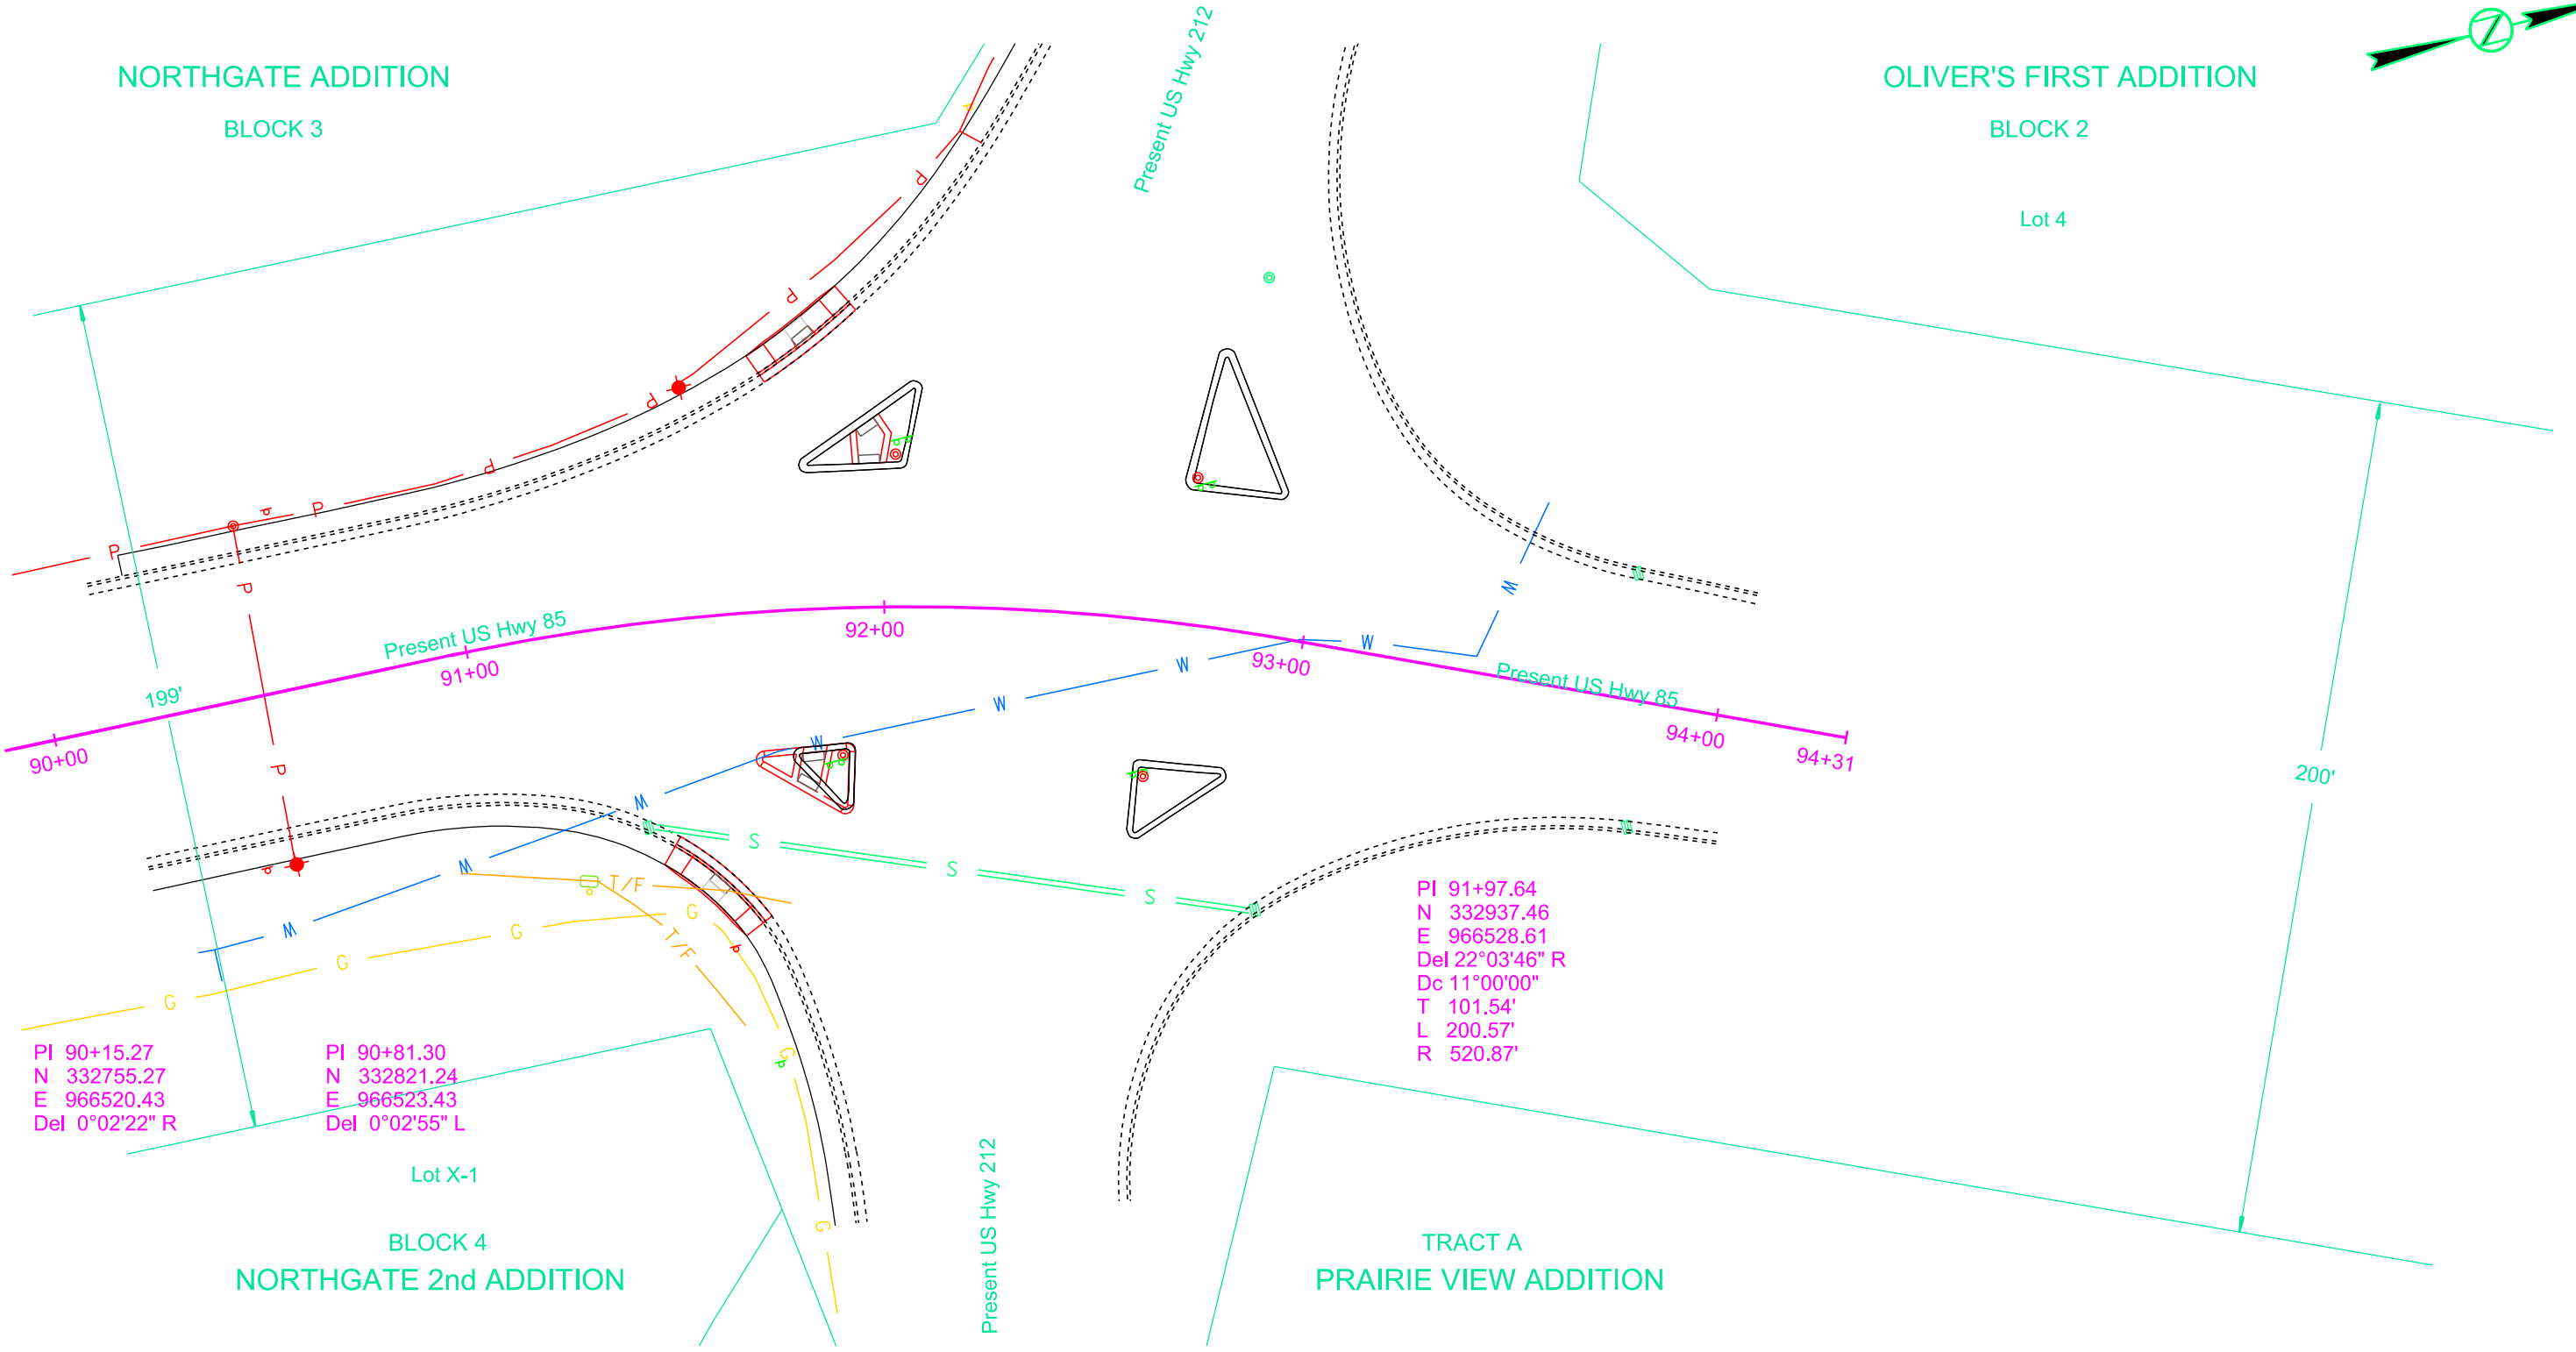 NORTHGATE ADDITION
BLOCK 3
Present US Hwy 212
OLIVER'S FIRST ADDITION
BLOCK 2
Lot 4
Z
P
P
P
P
P
P
P
P
199'
Present US Hwy 85
90+00
91+00
92+00
93+00
Present US Hwy 85
94+00
94+31
200'
W
W
W
W
W
W
W
W
S
S
S
T/F
T/F
G
G
G
G
G
G
PI 90+15.27
N 332755.27
E 966520.43
Del 0°02'22" R
PI 90+81.30
N 332821.24
E 966523.43
Del 0°02'55" L
PI 91+97.64
N 332937.46
E 966528.61
Del 22°03'46" R
Dc 11°00'00"
T 101.54'
L 200.57'
R 520.87'
Lot X-1
BLOCK 4
NORTHGATE 2nd ADDITION
Present US Hwy 212
TRACT A
PRAIRIE VIEW ADDITION